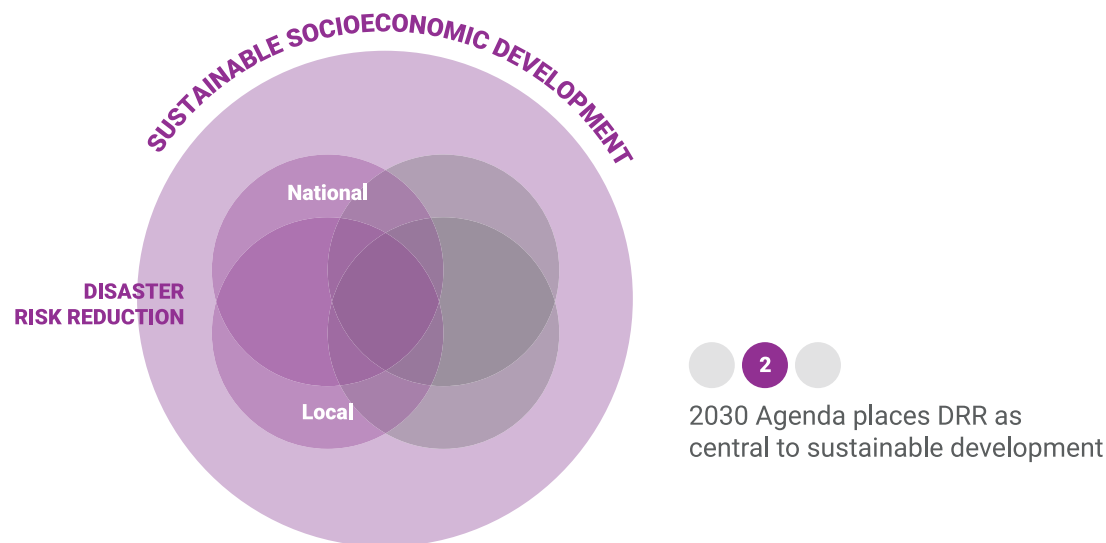 SUSTAINABLE SOCIOECONOMIC DEVELOPMENT
National
DISASTER
RISK REDUCTION
Local
2
2030 Agenda places DRR as
central to sustainable development